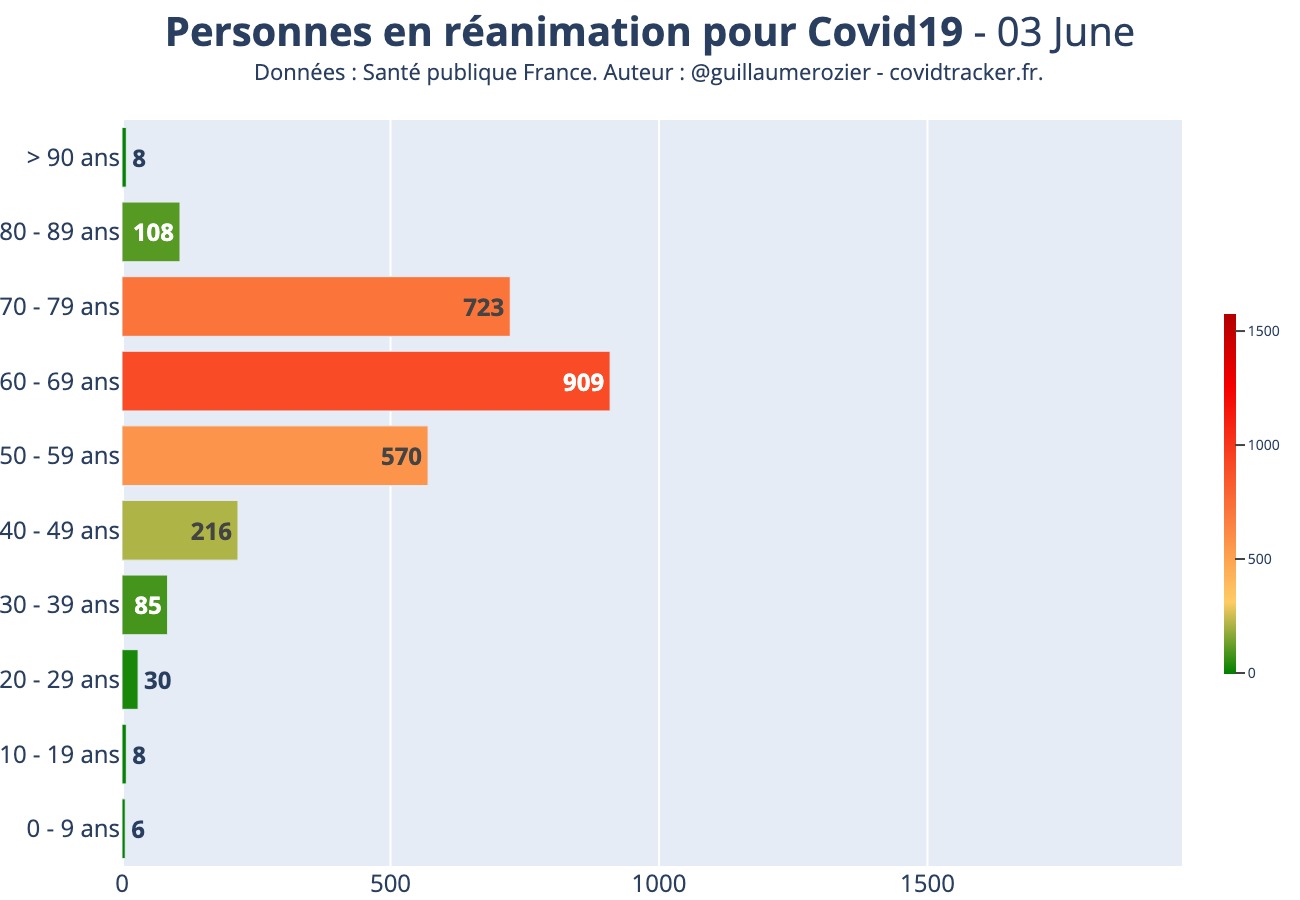 Personnes en réanimation pour Covid19 - 03 June
Données : Santé publique France. Auteur : @guillaumerozier - covidtracker.fr.
> 90 ans 8
80 - 89 ans 108
70 - 79 ans 723
60 - 69 ans 909
50 - 59 ans 570
40 - 49 ans 216
30 - 39 ans 85
20 - 29 ans 30
10 - 19 ans 8
0 - 9 ans 6
0 500 1000 1500
1500
1000
500
0